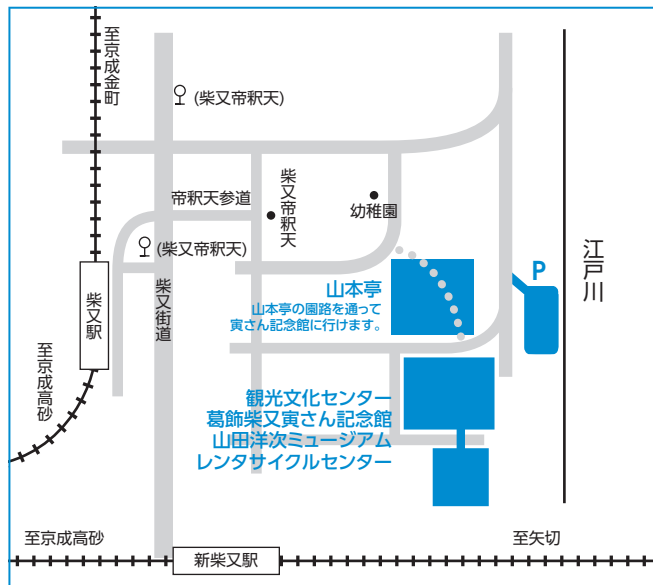 至京成金町
(柴又帝釈天)
帝釈天参道
柴又帝釈天
幼稚園
(柴又帝釈天)
柴又駅
柴又街道
江戸川
P
山本亭
山本亭の園路を通って
寅さん記念館に行けます。
至京成高砂
観光文化センター
葛飾柴又寅さん記念館
山田洋次ミュージアム
レンタサイクルセンター
至京成高砂
新柴又駅
至矢切